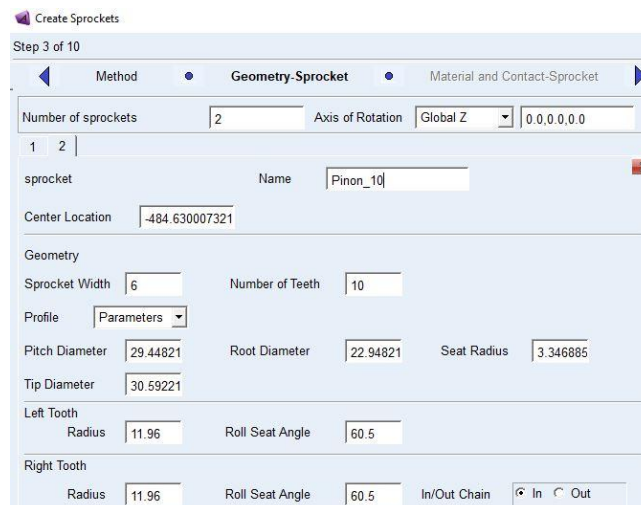 Create Sprockets
Step 3 of 10
Method Geometry-Sprocket Material and Contact-Sprocket
Number of sprockets 2 Axis of Rotation Global Z 0.0,0.0,0.0
1 2
sprocket Name Pinon_10
Center Location -484.630007321
Geometry
Sprocket Width 6 Number of Teeth 10
Profile Parameters
Pitch Diameter 29.44821 Root Diameter 22.94821 Seat Radius 3.346885
Tip Diameter 30.59221
Left Tooth
Radius 11.96 Roll Seat Angle 60.5
Right Tooth
Radius 11.96 Roll Seat Angle 60.5 In/Out Chain In Out